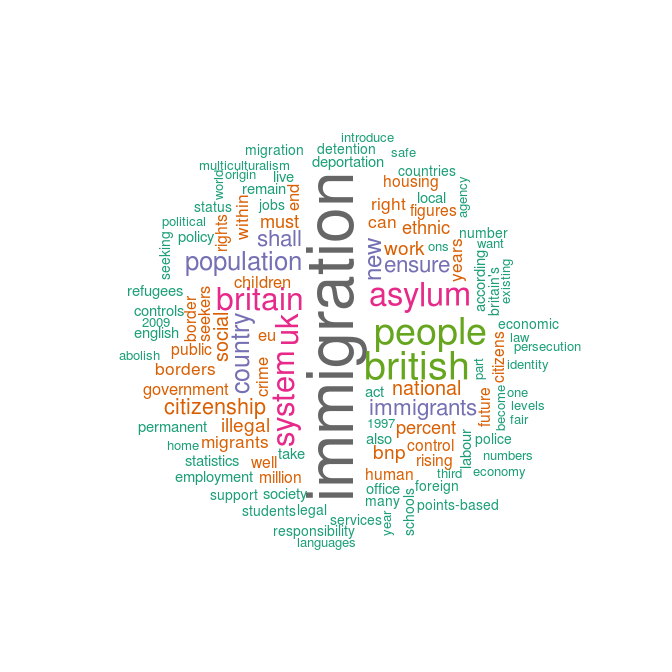 introduce
migration
detention
safe
deportation
multiculturalism
countries
origin
live
housing
world
remain
end
local
agency
status
jobs
within
right
figures
political
rights
must
can
ethnic
policy
shall
number
seeking
new
work
ons
want
population
ensure
years
according
britain's
existing
children
refugees
britain
asylum
controls
border
seekers
2009
social
country
uk
immigration
people
economic
english
eu
law
public
persecution
abolish
british
citizens
borders
crime
system
part
identity
government
national
act
future
one
citizenship
immigrants
become
levels
permanent
illegal
1997
percent
fair
home
migrants
also
control
labour
police
take
bnp
statistics
well
rising
numbers
employment
million
human
third
economy
support
society
office
foreign
students
legal
many
schools
points-based
services
year
responsibility
languages